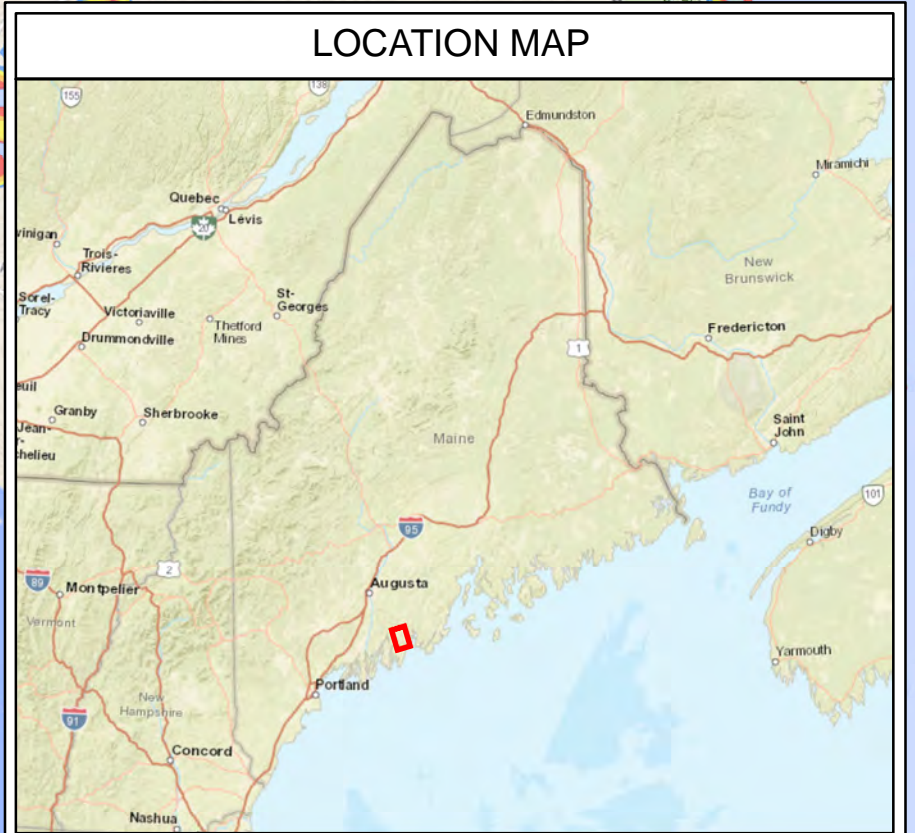 LOCATION MAP
155
138
Edmundston
Miramichi
Quebec
Lévis
20
vinigan
Trois-
Rivieres
New
Brunswick
Sorel-
Tracy
Victoriaville
St-
Georges
Thetford
Mines
Drummondville
Fredericton
1
euil
Granby
Sherbrooke
Jean-
r-
chelieu
Maine
Saint
John
Bay of
Fundy
101
95
Digby
2
89
Montpelier
Augusta
Vermont
Yarmouth
Portland
New
Hampshire
91
Concord
Nashua